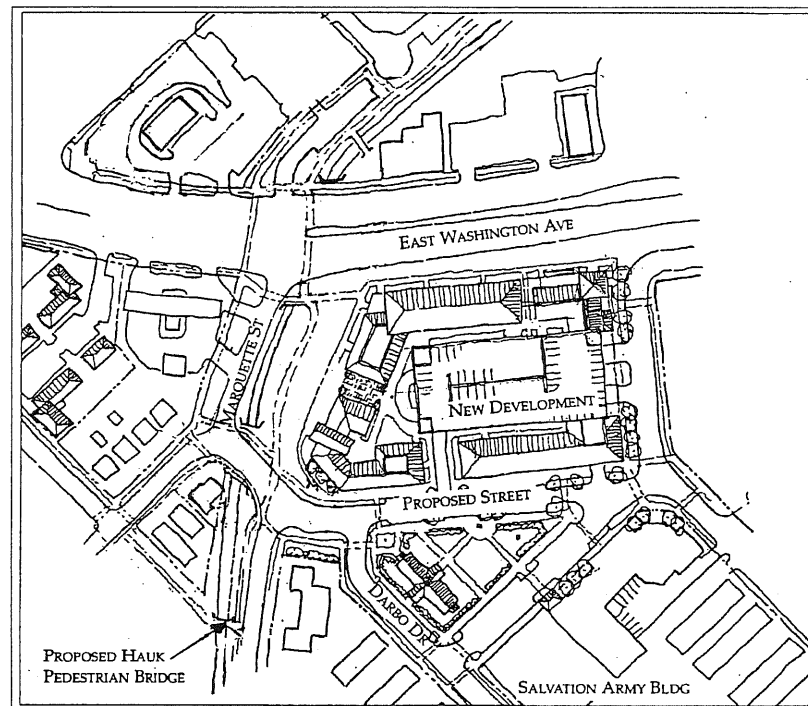 EAST WASHINGTON AVE
MARQUETTE ST
NEW DEVELOPMENT
PROPOSED STREET
DARBO DR
PROPOSED HAUK
PEDESTRIAN BRIDGE
SALVATION ARMY BLDG